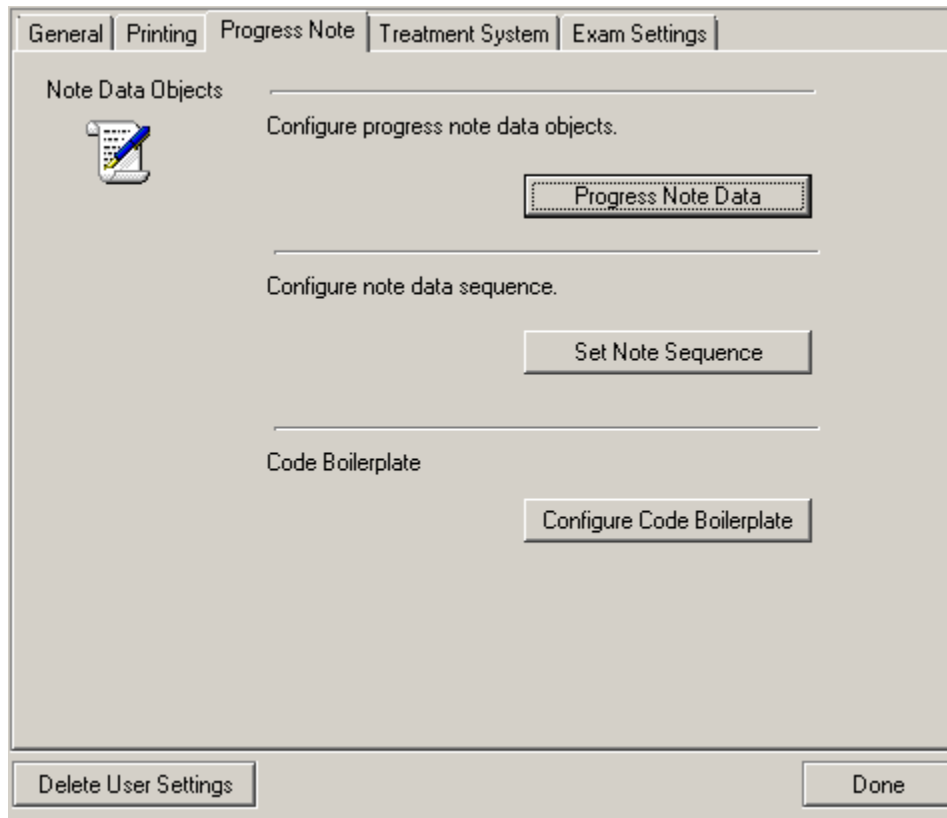 General Printing Progress Note Treatment System Exam Settings
Note Data Objects
Configure progress note data objects.
Progress Note Data
Configure note data sequence.
Set Note Sequence
Code Boilerplate
Configure Code Boilerplate
Delete User Settings Done